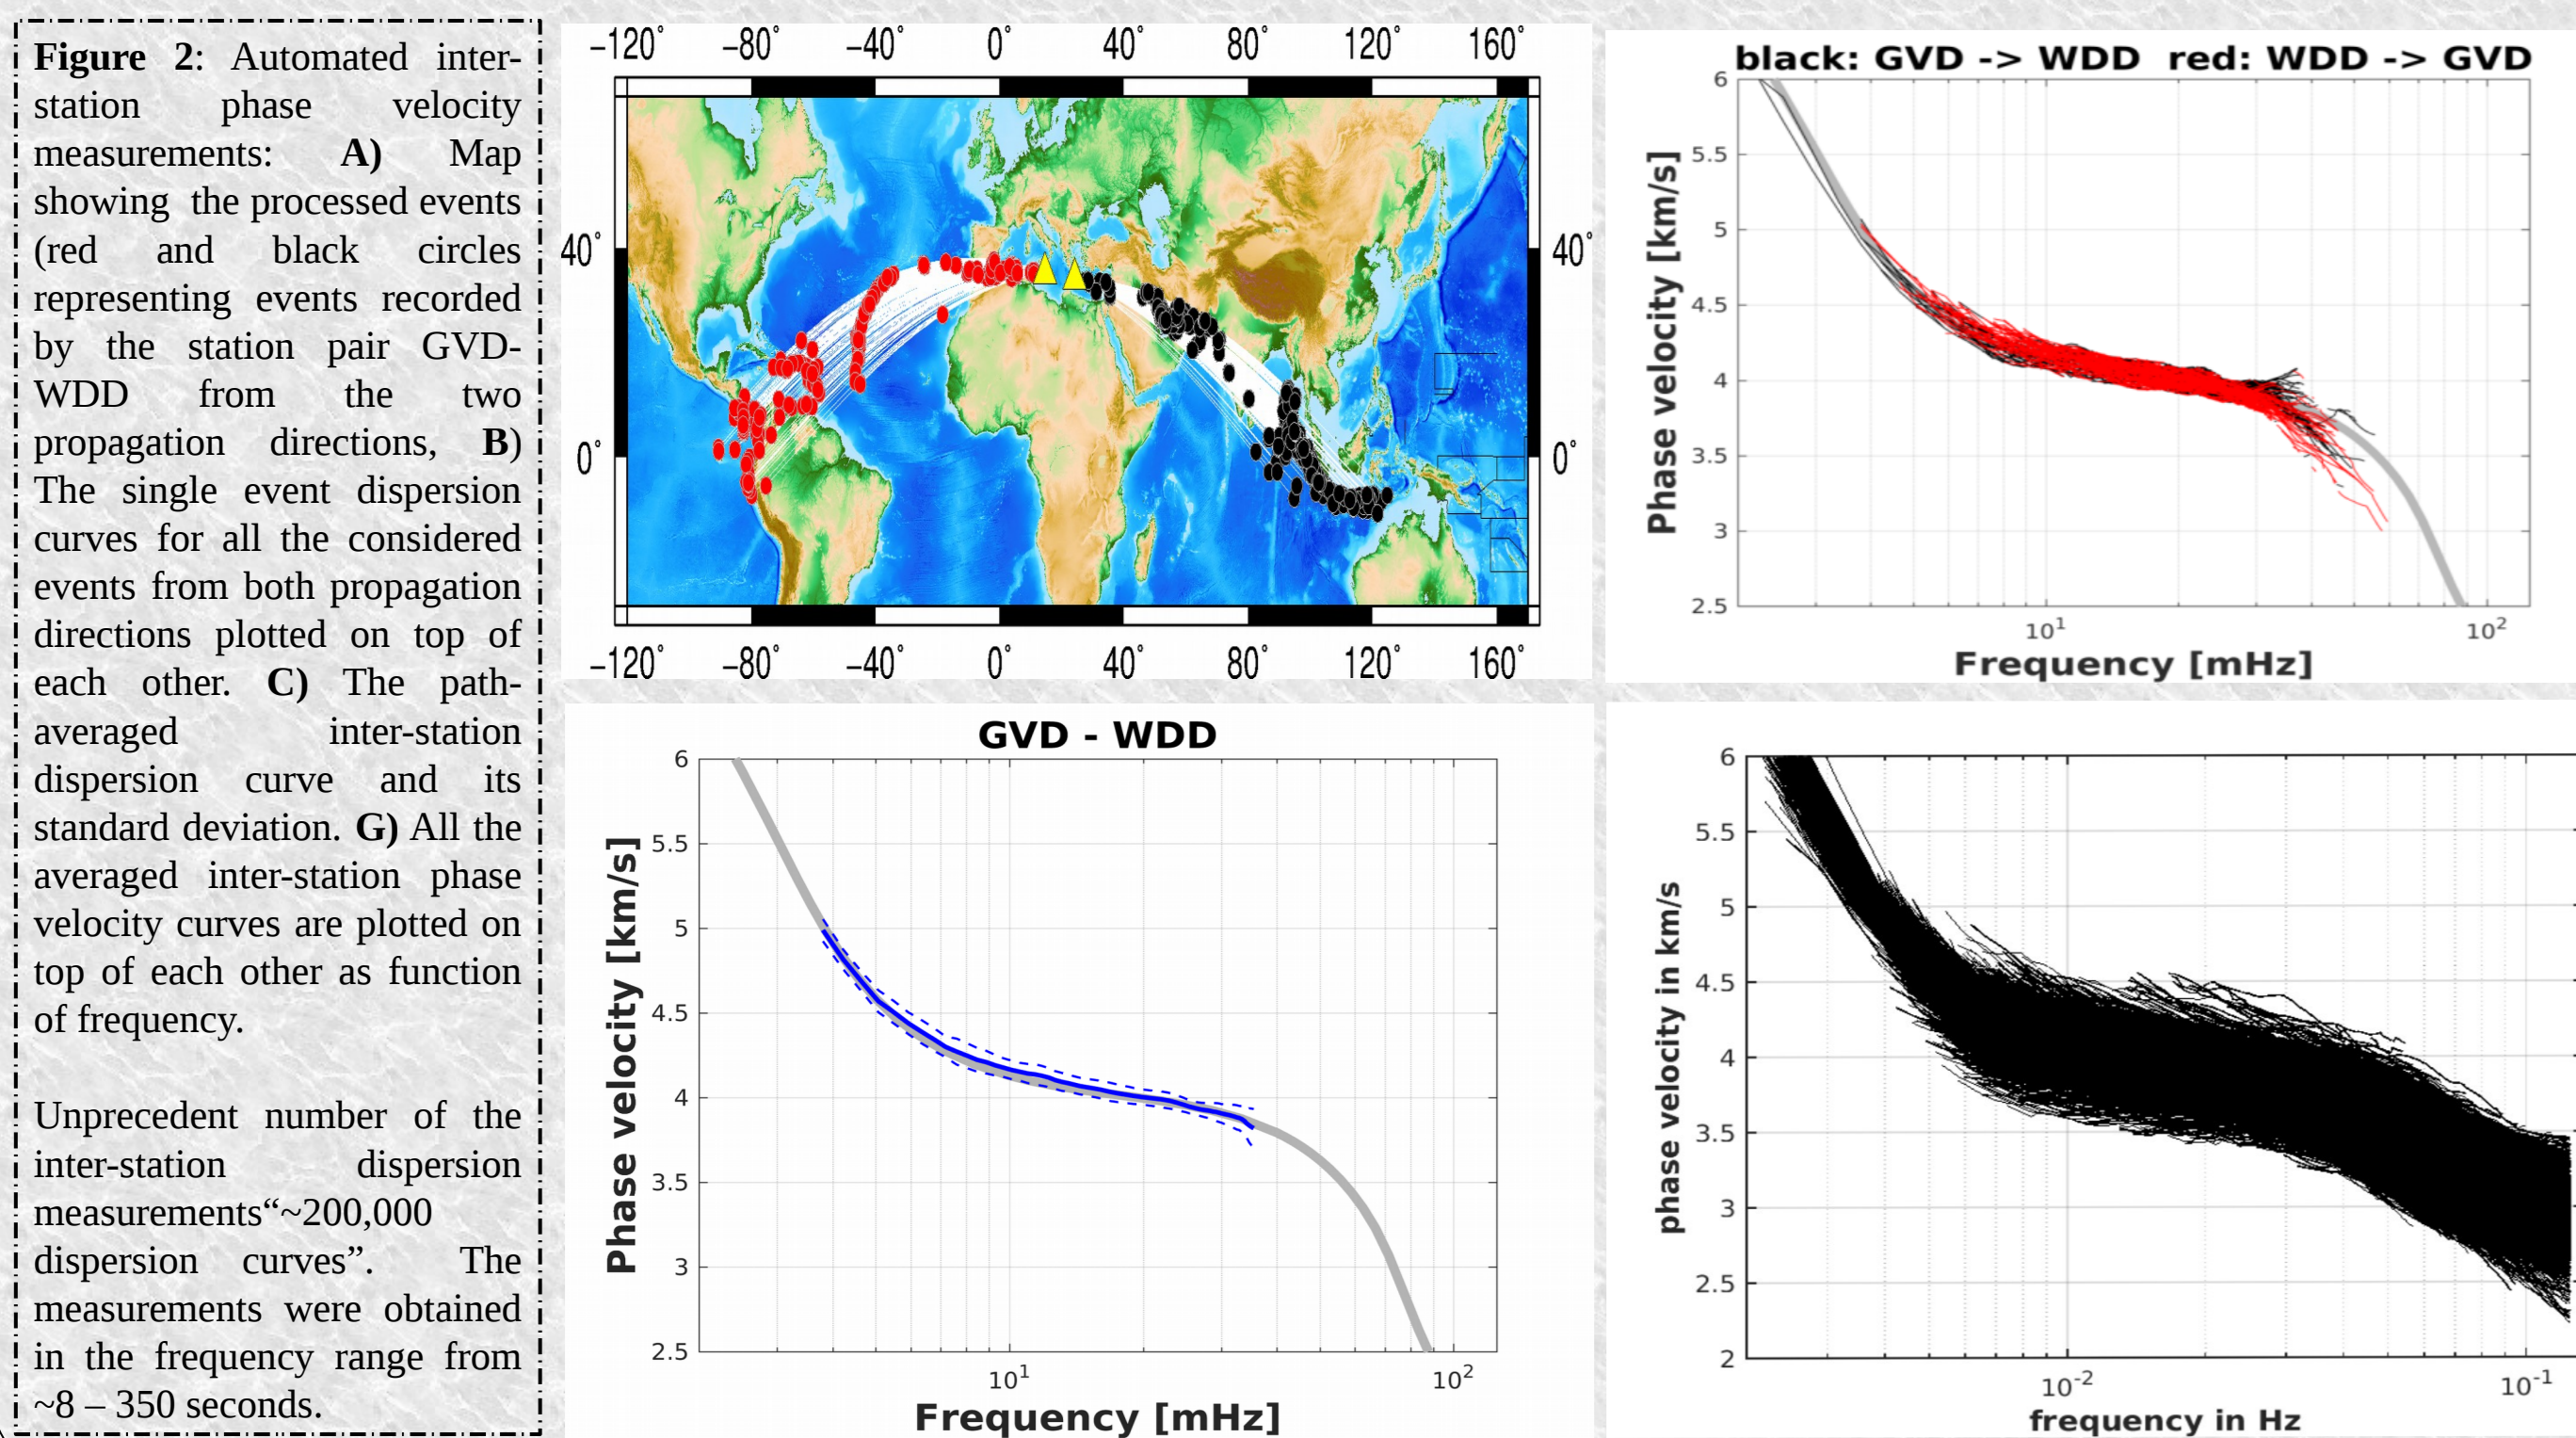 Figure 2: Automated inter-
station phase velocity
measurements: A) Map
showing the processed events
(red and black circles
representing events recorded
by the station pair GVD-
WDD from the two
propagation directions, B)
The single event dispersion
curves for all the considered
events from both propagation
directions plotted on top of
each other. C) The path-
averaged inter-station
dispersion curve and its
standard deviation. G) All the
averaged inter-station phase
velocity curves are plotted on
top of each other as function
of frequency.
Unprecedent number of the
inter-station dispersion
measurements“~200,000
dispersion curves”. The
measurements were obtained
in the frequency range from
~8 – 350 seconds.
−120° −80° −40° 0° 40° 80° 120° 160°
40° 40°
0° 0°
−120° −80° −40° 0° 40° 80° 120° 160°
black: GVD -> WDD red: WDD -> GVD
Phase velocity [km/s]
6
5.5
5
4.5
4
3.5
3
2.5
10¹ 10²
Frequency [mHz]
GVD - WDD
Phase velocity [km/s]
6
5.5
5
4.5
4
3.5
3
2.5
10¹ 10²
Frequency [mHz]
phase velocity in km/s
6
5.5
5
4.5
4
3.5
3
2.5
2
10⁻² 10⁻¹
frequency in Hz